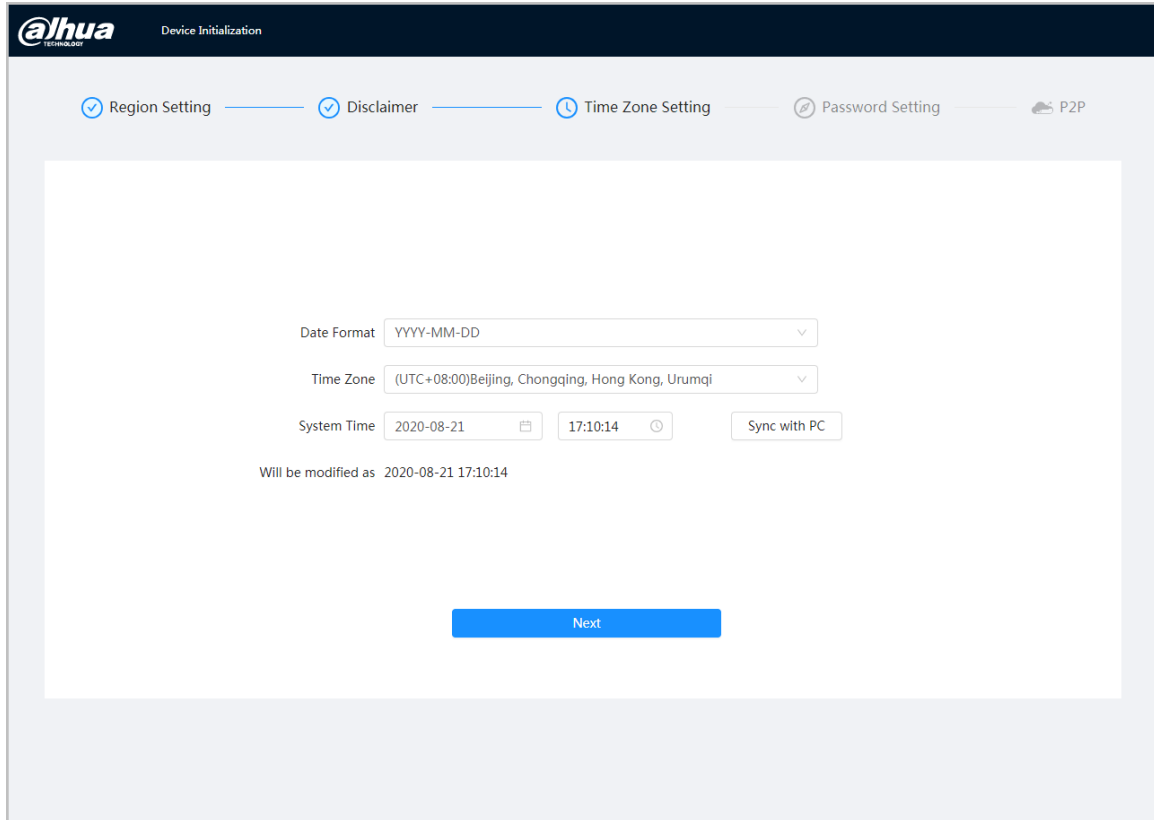 alhua
TECHNOLOGY
Device Initialization
Region Setting
Disclaimer
Time Zone Setting
Password Setting
P2P
Date Format YYYY-MM-DD
Time Zone (UTC+08:00)Beijing, Chongqing, Hong Kong, Urumqi
System Time 2020-08-21 17:10:14 Sync with PC
Will be modified as 2020-08-21 17:10:14
Next